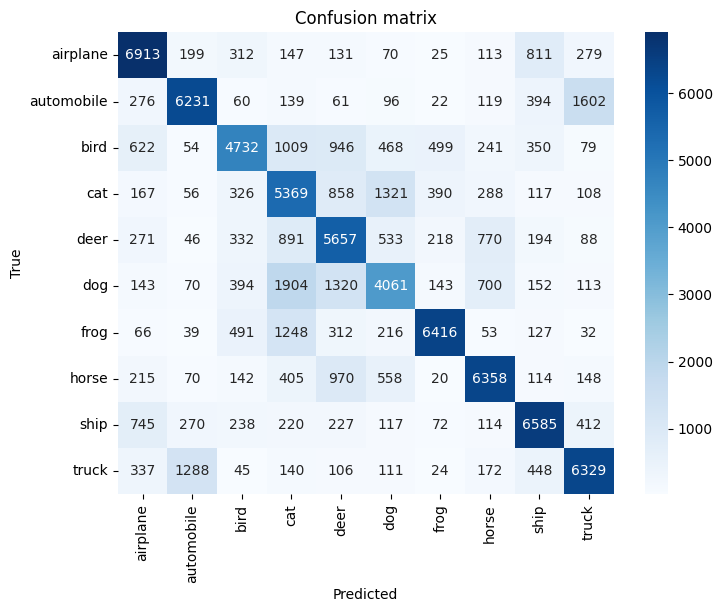 Confusion matrix
airplane 6913 199 312 147 131 70 25 113 811 279
automobile 276 6231 60 139 61 96 22 119 394 1602
bird 622 54 4732 1009 946 468 499 241 350 79
cat 167 56 326 5369 858 1321 390 288 117 108
deer 271 46 332 891 5657 533 218 770 194 88
dog 143 70 394 1904 1320 4061 143 700 152 113
frog 66 39 491 1248 312 216 6416 53 127 32
horse 215 70 142 405 970 558 20 6358 114 148
ship 745 270 238 220 227 117 72 114 6585 412
truck 337 1288 45 140 106 111 24 172 448 6329
airplane automobile bird cat deer dog frog horse ship truck
Predicted
True
6000
5000
4000
3000
2000
1000